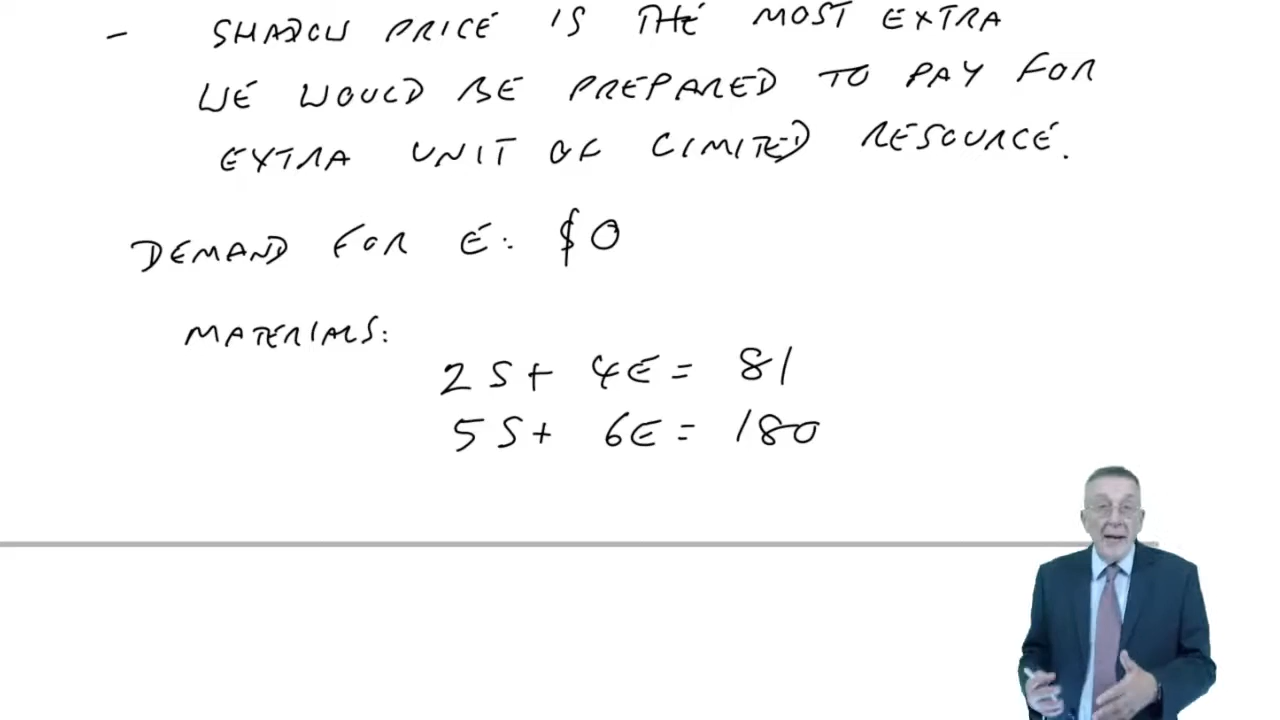 - SHADOW PRICE IS THE MOST EXTRA
WE WOULD BE PREPARED TO PAY FOR
EXTRA UNIT OF LIMITED RESOURCE.
DEMAND FOR E: $0
MATERIALS:
2S + 4E = 81
5S + 6E = 180